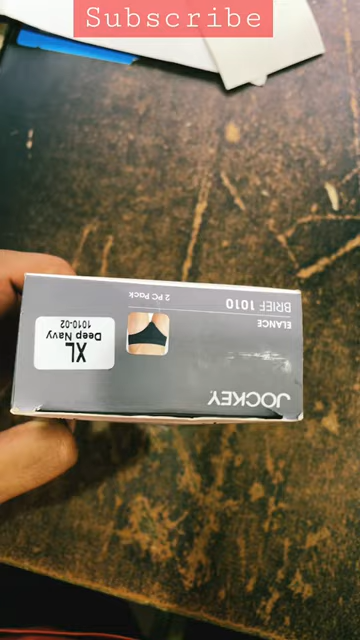 Subscribe
JOCKEY
ELANCE
BRIEF 1010
2 PC Pack
XL
Deep Navy
1010-02